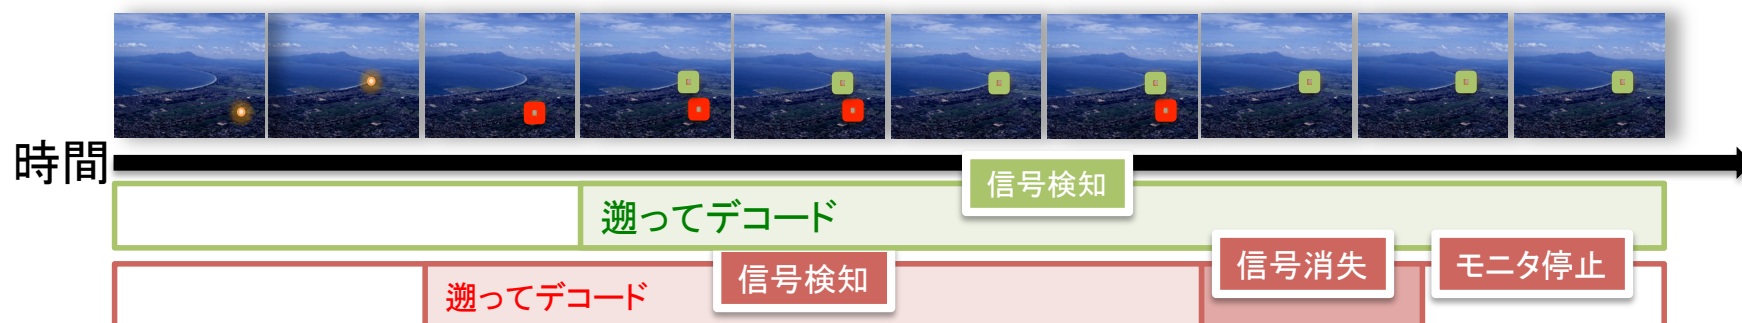 時間
信号検知
遡ってデコード
信号検知
信号消失
モニタ停止
遡ってデコード